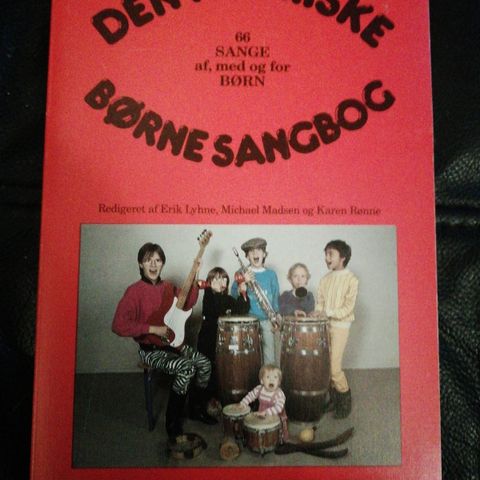 DEN
66
SANGE
af, med og for
BØRN
BØRNE SANGBOG
Redigeret af Erik Lyhne, Michael Madsen og Karen Rønne